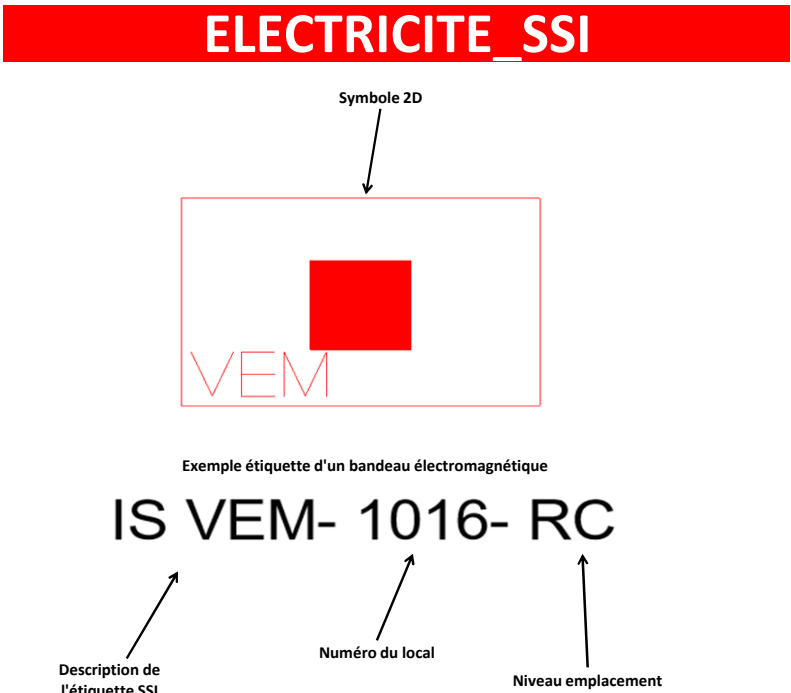 ELECTRICITE_SSI
Symbole 2D
VEM
Exemple étiquette d'un bandeau électromagnétique
IS VEM- 1016- RC
Numéro du local
Description de
l'étiquette SSI
Niveau emplacement